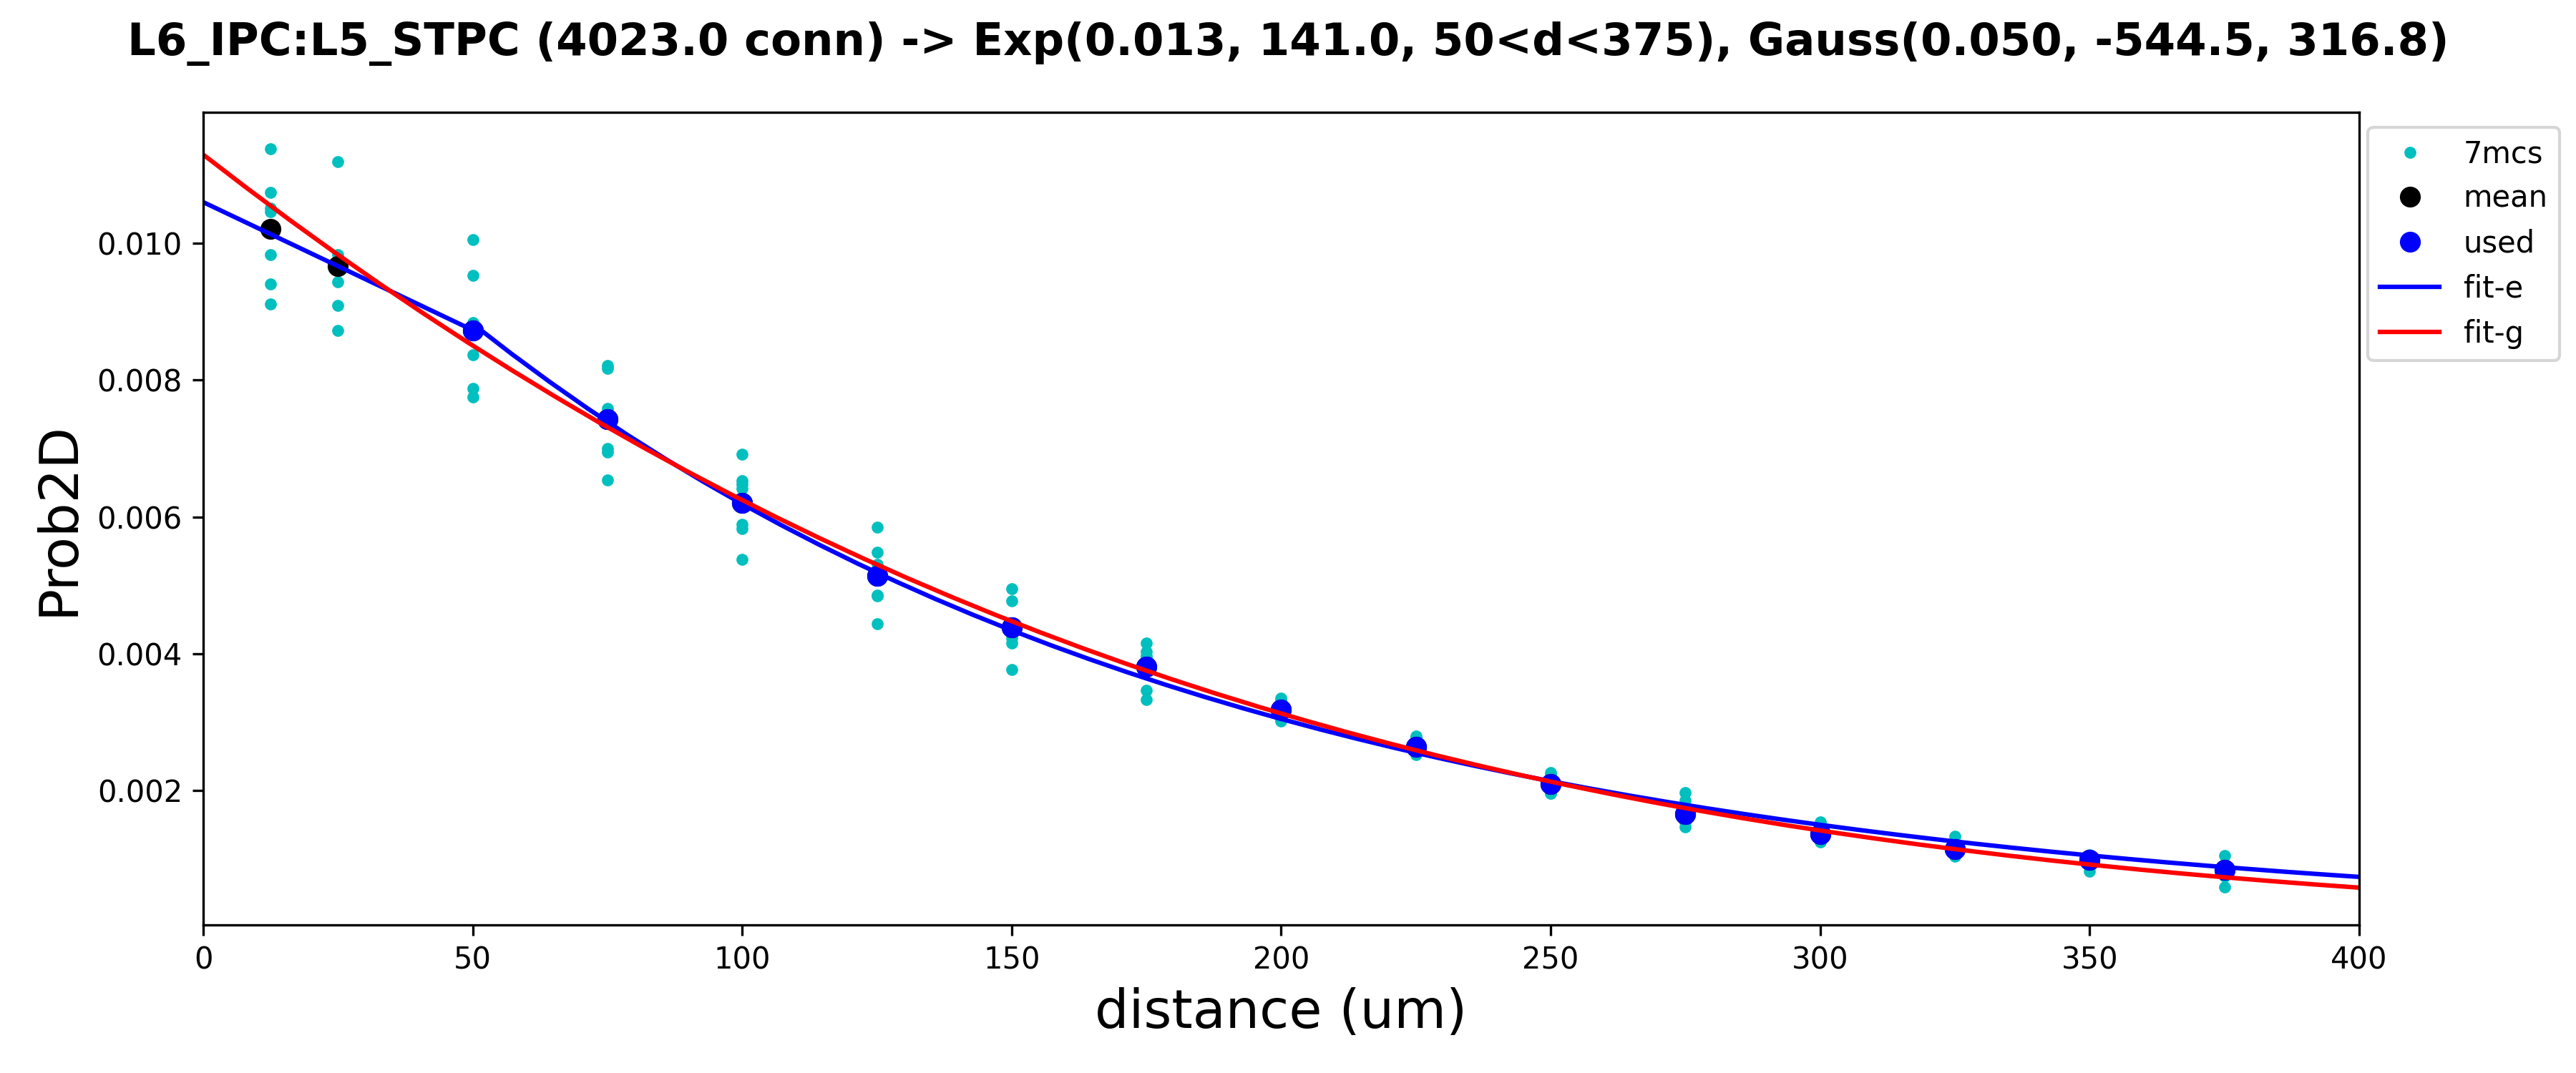 L6_IPC:L5_STPC (4023.0 conn) -> Exp(0.013, 141.0, 50<d<375), Gauss(0.050, -544.5, 316.8)
7mcs
mean
used
fit-e
fit-g
Prob2D
0.010
0.008
0.006
0.004
0.002
0 50 100 150 200 250 300 350 400
distance (um)